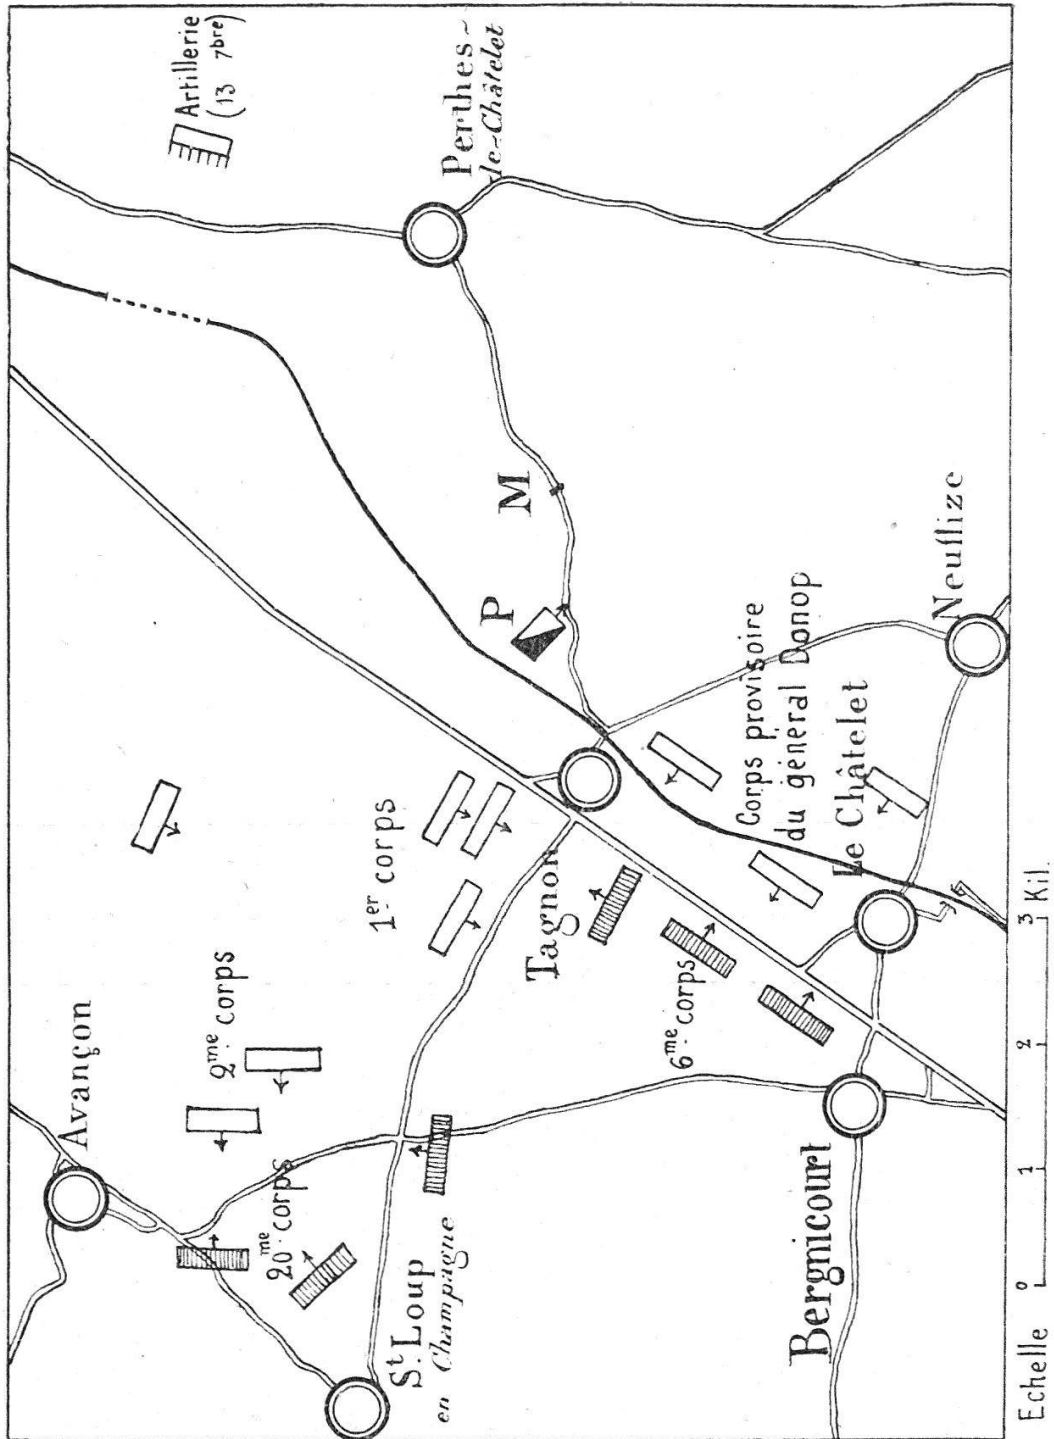 Avançon
2me corps
20me corps
St Loup
en Champagne
1er corps
Tagnon
6me corps
Bergnicourt
Artillerie
(13 7bre)
Perthes-
le-Châtelet
P
M
Corps provisoire
du général Donop
Le Châtelet
Neuflize
Echelle 0 1 2 3 Kil.